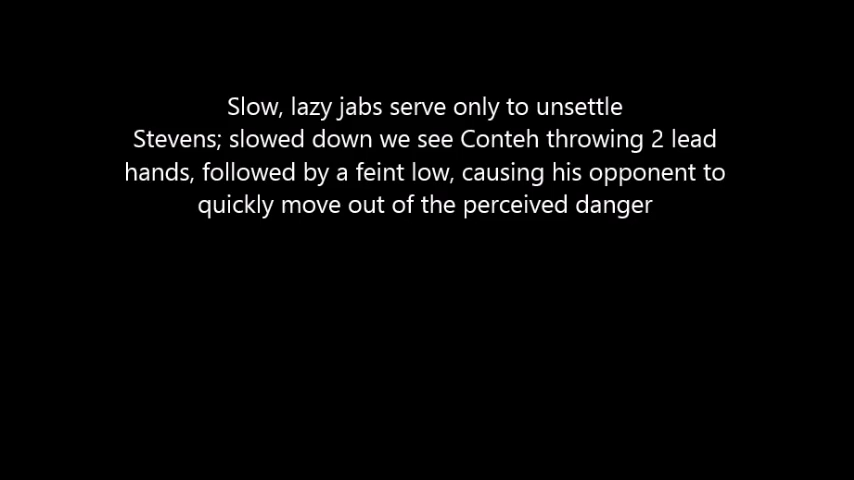 Slow, lazy jabs serve only to unsettle
Stevens; slowed down we see Conteh throwing 2 lead
hands, followed by a feint low, causing his opponent to
quickly move out of the perceived danger